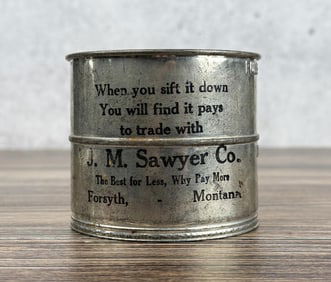 When you sift it down
You will find it pays
to trade with
J. M. Sawyer Co.
The Best for Less, Why Pay More
Forsyth, - Montana